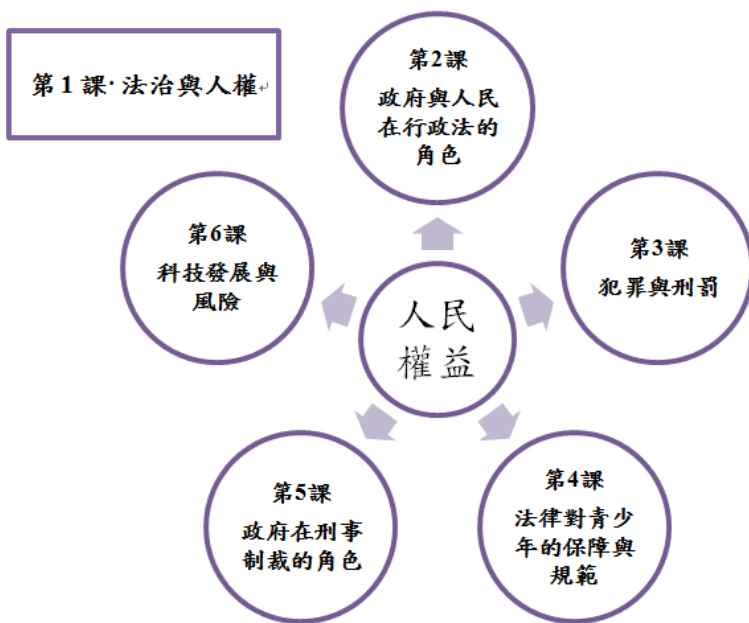 第1課·法治與人權↵
第2課
政府與人民
在行政法的
角色
第3課
犯罪與刑罰
第4課
法律對青少
年的保障與
規範
第5課
政府在刑事
制裁的角色
第6課
科技發展與
風險
人民
權益